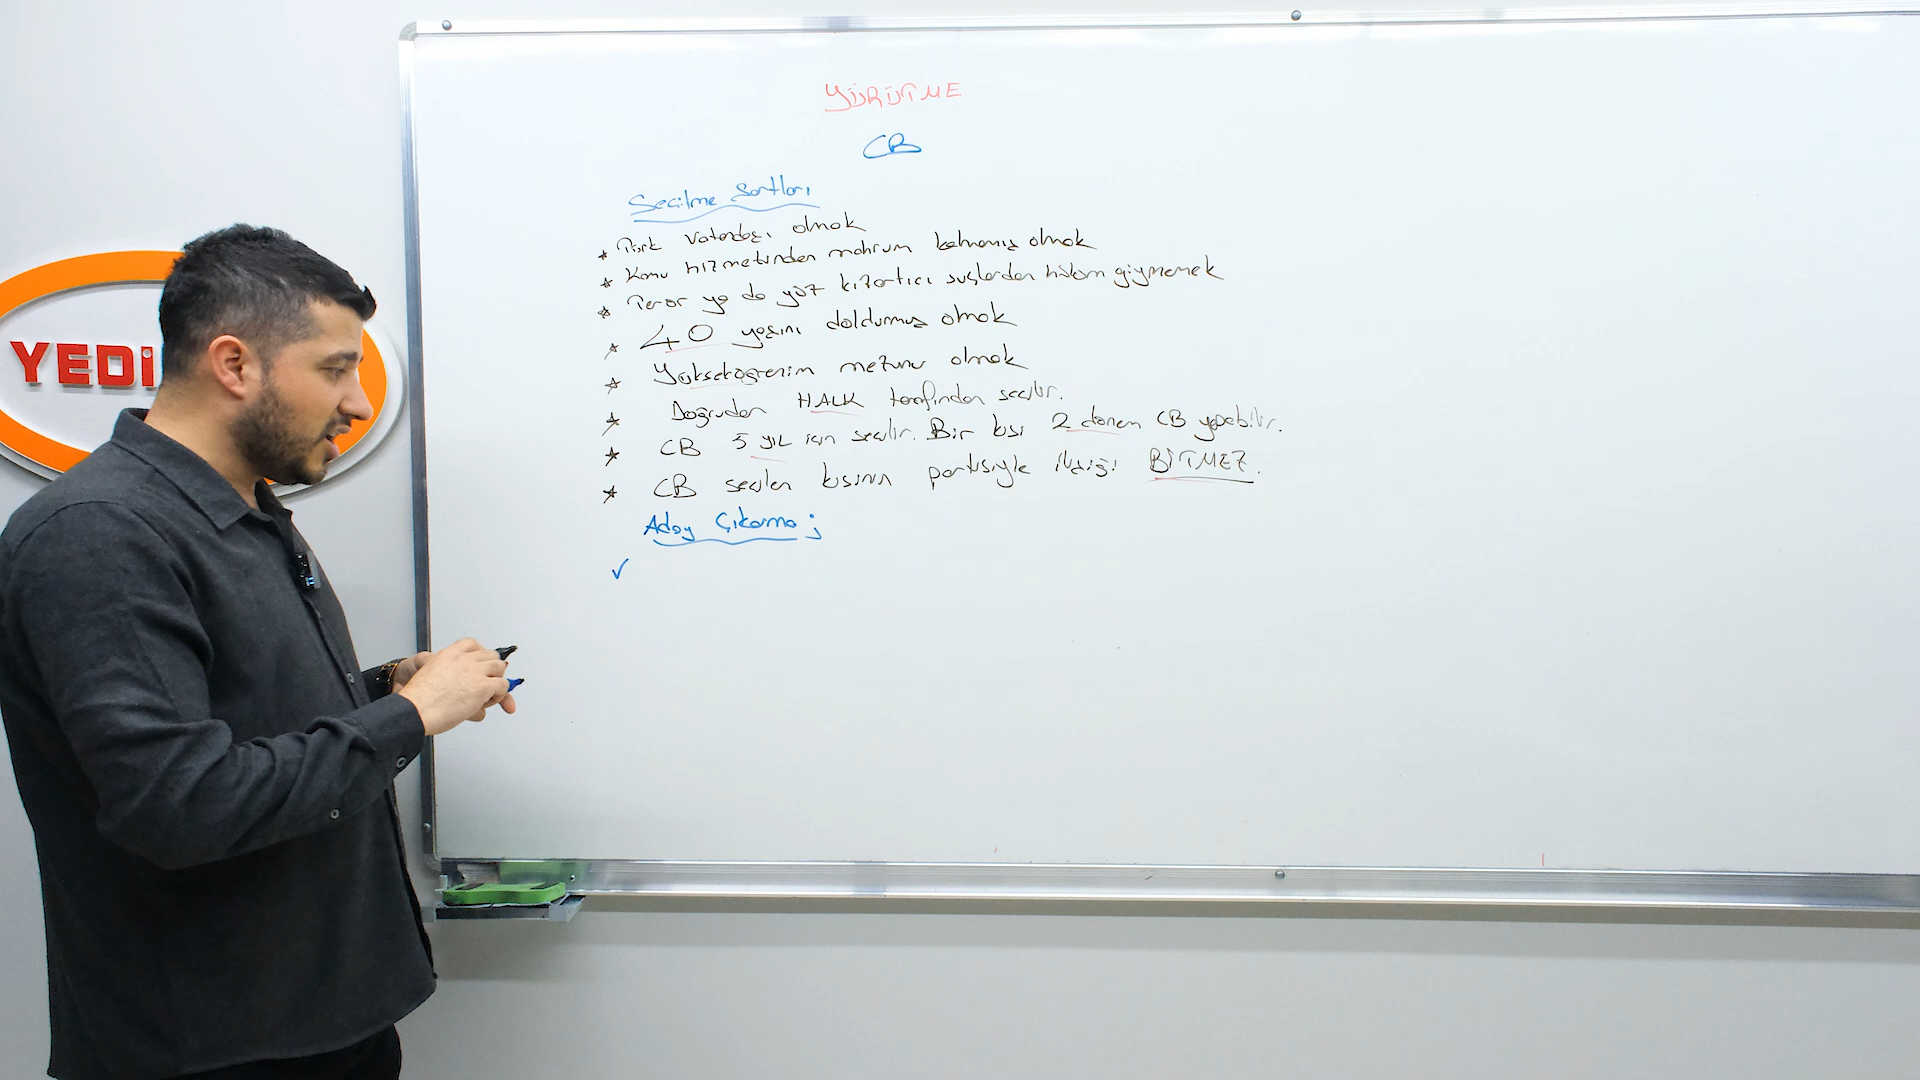 YÜRÜTME
CB
Seçilme Şartları
* Türk Vatandaşı olmak
* Kamu hizmetinden mahrum kalmamış olmak
* Terör ya da yüz kızartıcı suçlardan hüküm giymemek
* 40 yaşını doldurmuş olmak
* Yükseköğrenim mezunu olmak
* Doğrudan HALK tarafından seçilir.
* CB 5 yıl için seçilir. Bir kişi 2 dönem CB yapabilir.
* CB seçilen kişinin partisiyle ilişiği BİTMEZ.
Aday Çıkarma;
✓
YEDİ